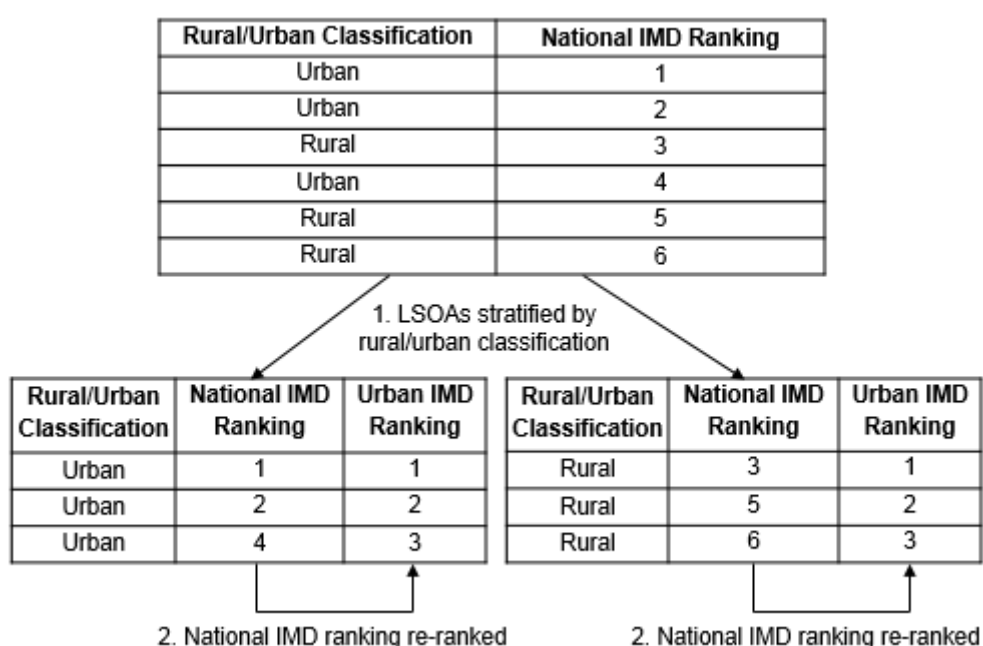 Rural/Urban Classification National IMD Ranking
Urban 1
Urban 2
Rural 3
Urban 4
Rural 5
Rural 6
1. LSOAs stratified by
rural/urban classification
Rural/Urban National IMD Urban IMD
Classification Ranking Ranking
Urban 1 1
Urban 2 2
Urban 4 3
Rural/Urban National IMD Urban IMD
Classification Ranking Ranking
Rural 3 1
Rural 5 2
Rural 6 3
2. National IMD ranking re-ranked
2. National IMD ranking re-ranked